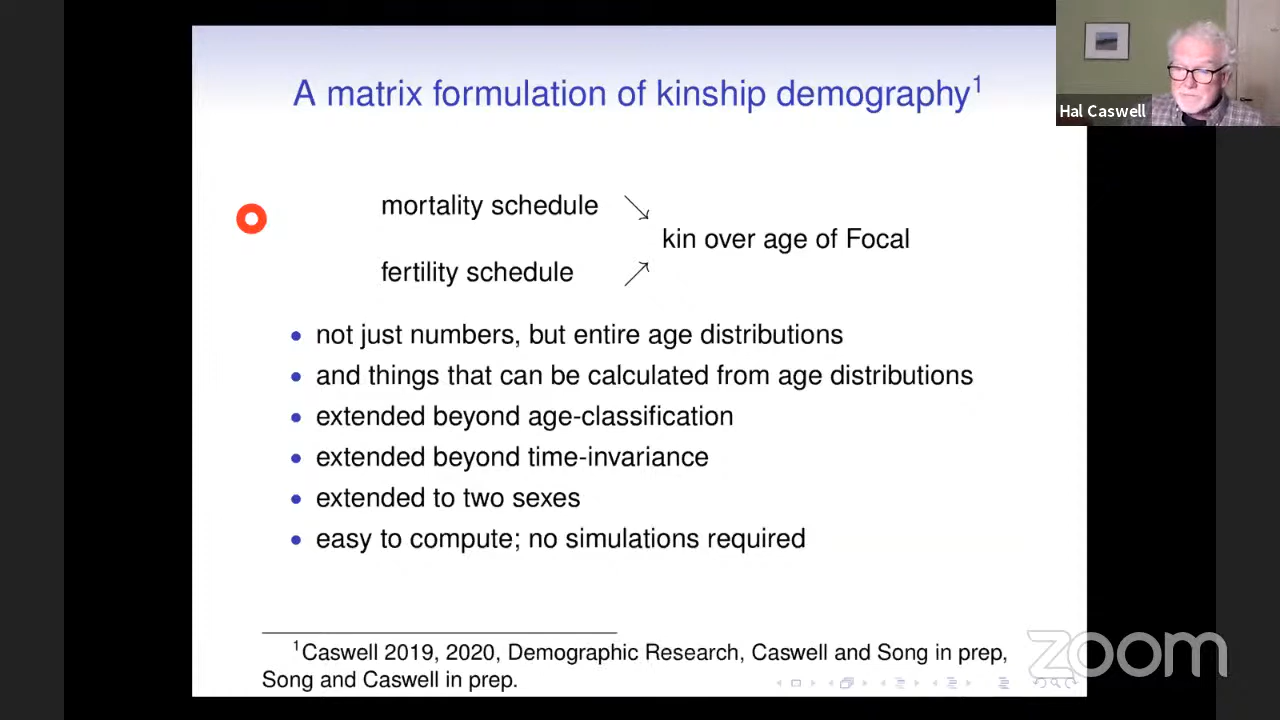 A matrix formulation of kinship demography¹
Hal Caswell
mortality schedule ↘
kin over age of Focal
fertility schedule ↗
• not just numbers, but entire age distributions
• and things that can be calculated from age distributions
• extended beyond age-classification
• extended beyond time-invariance
• extended to two sexes
• easy to compute; no simulations required
¹Caswell 2019, 2020, Demographic Research, Caswell and Song in prep,
Song and Caswell in prep.
zoom